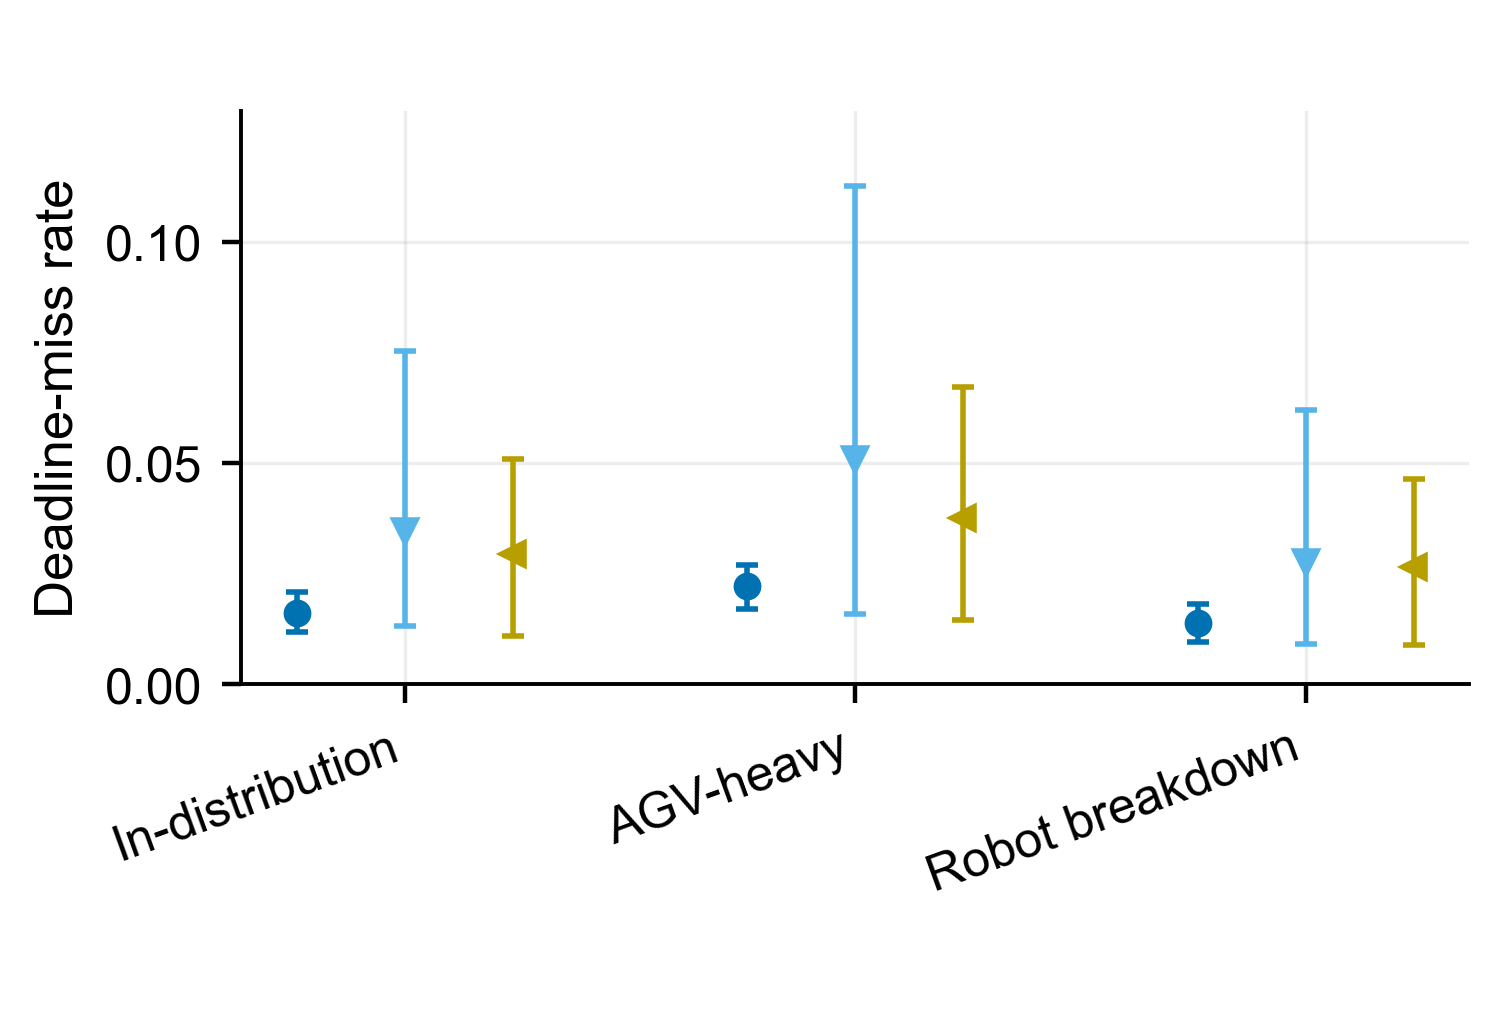 Deadline-miss rate
0.10
0.05
0.00
In-distribution
AGV-heavy
Robot breakdown